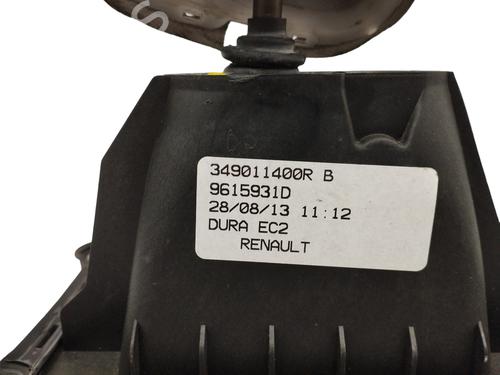 349011400R B
9615931D
28/08/13 11:12
DURA EC2
RENAULT